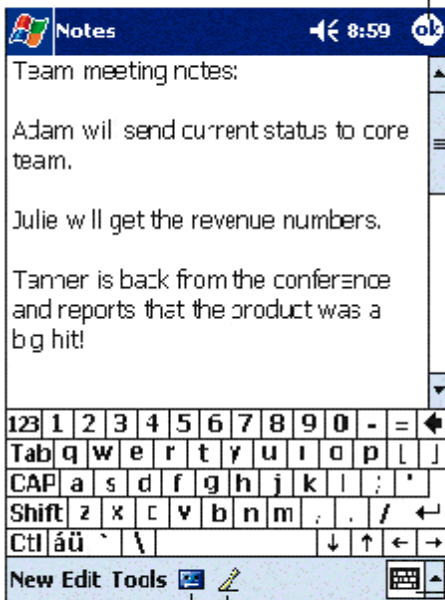 Notes 8:59 ok
Team meeting notes:
Adam will send current status to core
team.
Julie will get the revenue numbers.
Tanner is back from the conference
and reports that the product was a
big hit!
123 1 2 3 4 5 6 7 8 9 0 - =
Tab q w e r t y u i o p [ ]
CAP a s d f g h j k l ; '
Shift z x c v b n m , . /
Ctl áü ` \
New Edit Tools